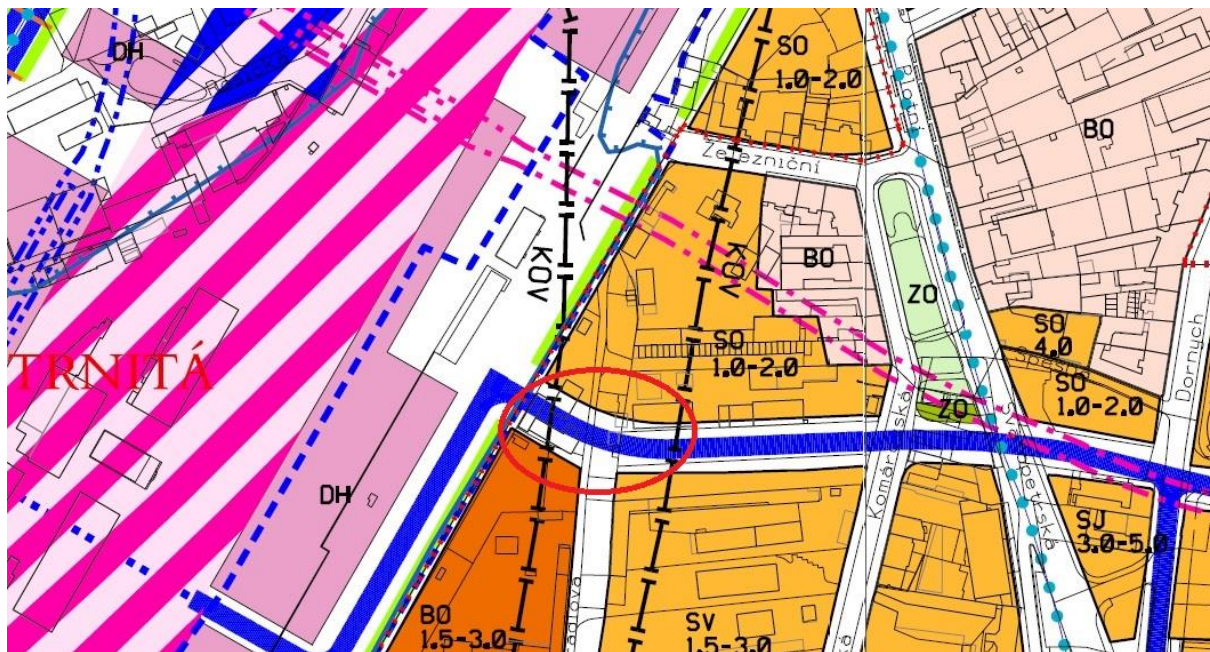 DH
SO
1.0-2.0
BO
Železniční
KOV
KOV
BO
ZO
SO
1.0-2.0
SO
4.0
SO
1.0-2.0
ZO
Dornych
TRNITÁ
DH
SJ
3.0-5.0
BO
1.5-3.0
SV
1.5-3.0